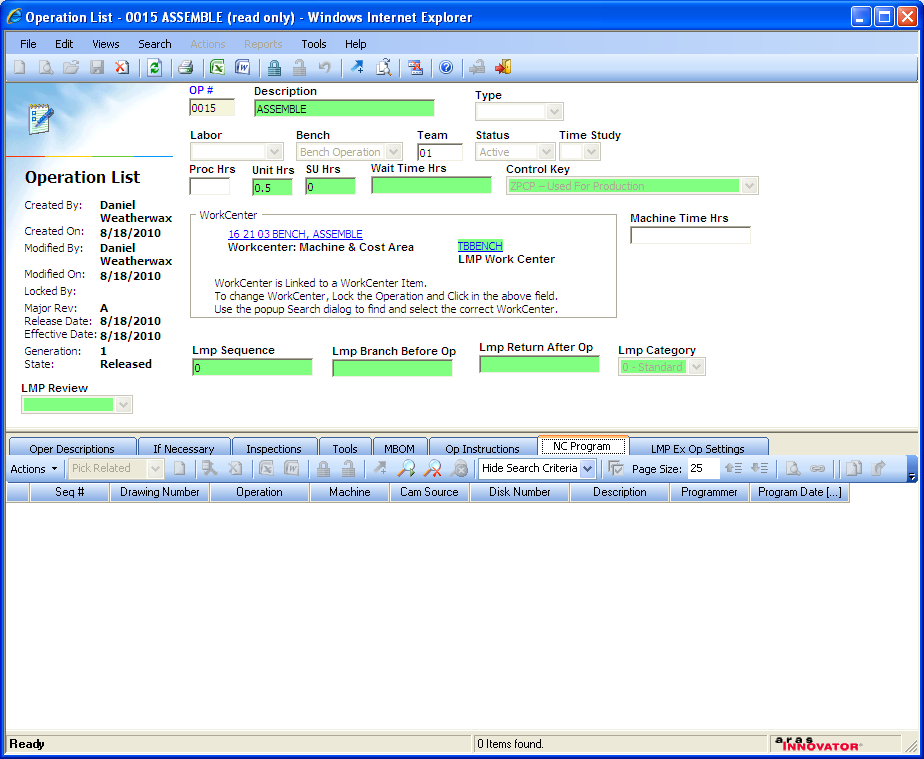 Operation List - 0015 ASSEMBLE (read only) - Windows Internet Explorer
File Edit Views Search Actions Reports Tools Help
OP # Description Type
0015 ASSEMBLE
Labor Bench Team Status Time Study
Bench Operation 01 Active
Proc Hrs Unit Hrs SU Hrs Wait Time Hrs Control Key
0.5 0 ZPCP -- Used For Production
Operation List
Created By: Daniel
Weatherwax
Created On: 8/18/2010
Modified By: Daniel
Weatherwax
Modified On: 8/18/2010
Locked By:
Major Rev: A
Release Date: 8/18/2010
Effective Date: 8/18/2010
Generation: 1
State: Released
LMP Review
WorkCenter
16 21 03 BENCH, ASSEMBLE
Workcenter: Machine & Cost Area
TBBENCH
LMP Work Center
WorkCenter is Linked to a WorkCenter Item.
To change WorkCenter, Lock the Operation and Click in the above field.
Use the popup Search dialog to find and select the correct WorkCenter.
Machine Time Hrs
Lmp Sequence Lmp Branch Before Op Lmp Return After Op Lmp Category
0 0 - Standard
Oper Descriptions If Necessary Inspections Tools MBOM Op Instructions NC Program LMP Ex Op Settings
Actions Pick Related Hide Search Criteria Page Size: 25
Seq # Drawing Number Operation Machine Cam Source Disk Number Description Programmer Program Date [...]
Ready 0 Items found. aras INNOVATOR